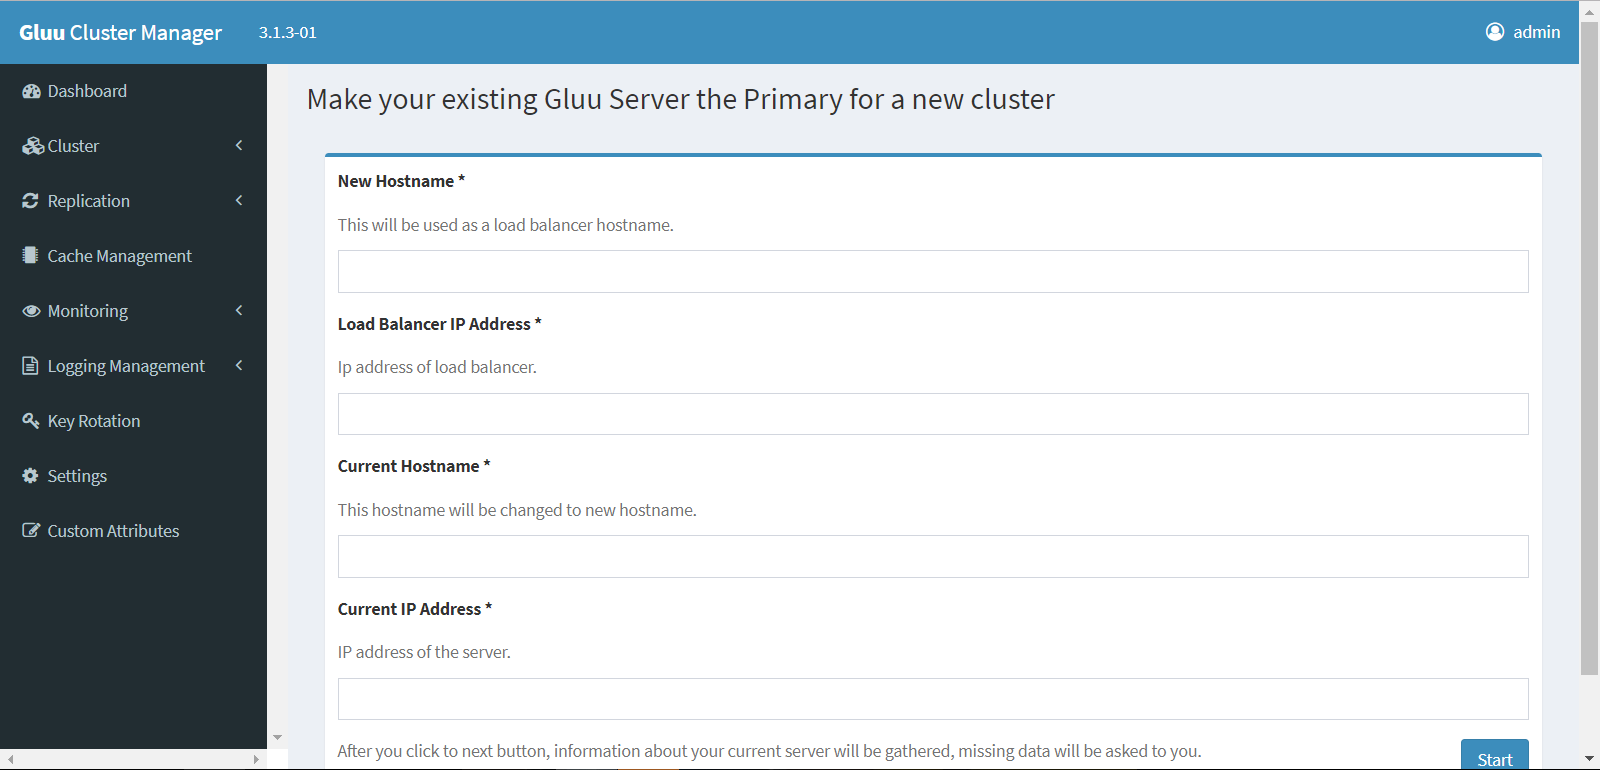 Gluu Cluster Manager 3.1.3-01 admin
Dashboard
Cluster
Replication
Cache Management
Monitoring
Logging Management
Key Rotation
Settings
Custom Attributes
Make your existing Gluu Server the Primary for a new cluster
New Hostname *
This will be used as a load balancer hostname.
Load Balancer IP Address *
Ip address of load balancer.
Current Hostname *
This hostname will be changed to new hostname.
Current IP Address *
IP address of the server.
After you click to next button, information about your current server will be gathered, missing data will be asked to you.
Start